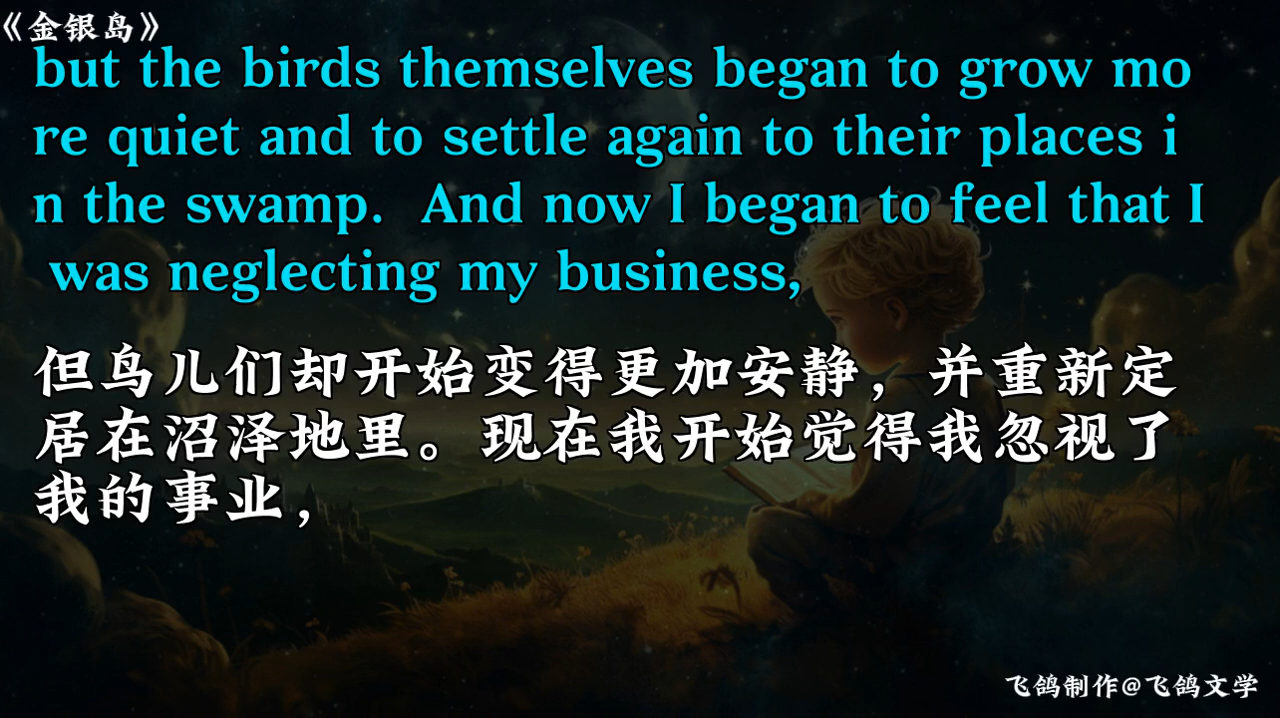 《金银岛》
but the birds themselves began to grow mo
re quiet and to settle again to their places i
n the swamp.  And now I began to feel that I
 was neglecting my business,
但鸟儿们却开始变得更加安静，并重新定
居在沼泽地里。现在我开始觉得我忽视了
我的事业，
飞鸽制作@飞鸽文学